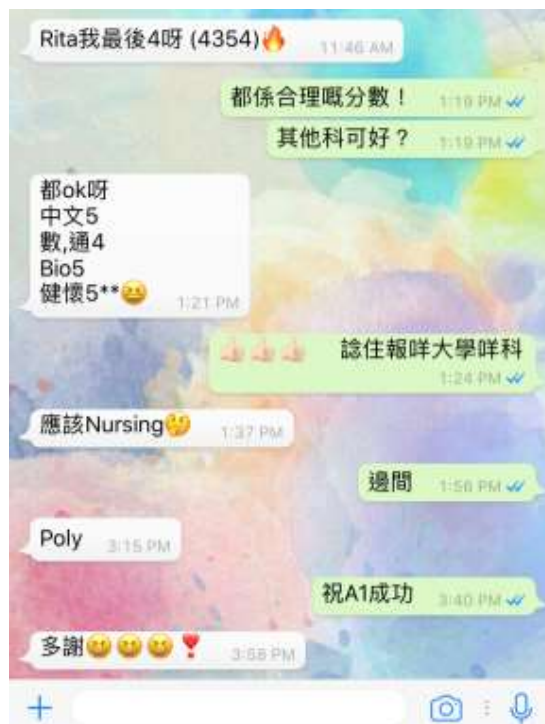 Rita我最後4呀 (4354)🔥 11:46 AM
都係合理嘅分數！ 1:19 PM
其他科可好？ 1:19 PM
都ok呀
中文5
數,通4
Bio5
健懷5**😆 1:21 PM
👍🏻👍🏻👍🏻 諗住報咩大學咩科
1:24 PM
應該Nursing🤔 1:37 PM
邊間 1:56 PM
Poly 3:15 PM
祝A1成功 3:40 PM
多謝😆😆😆❣️ 3:58 PM